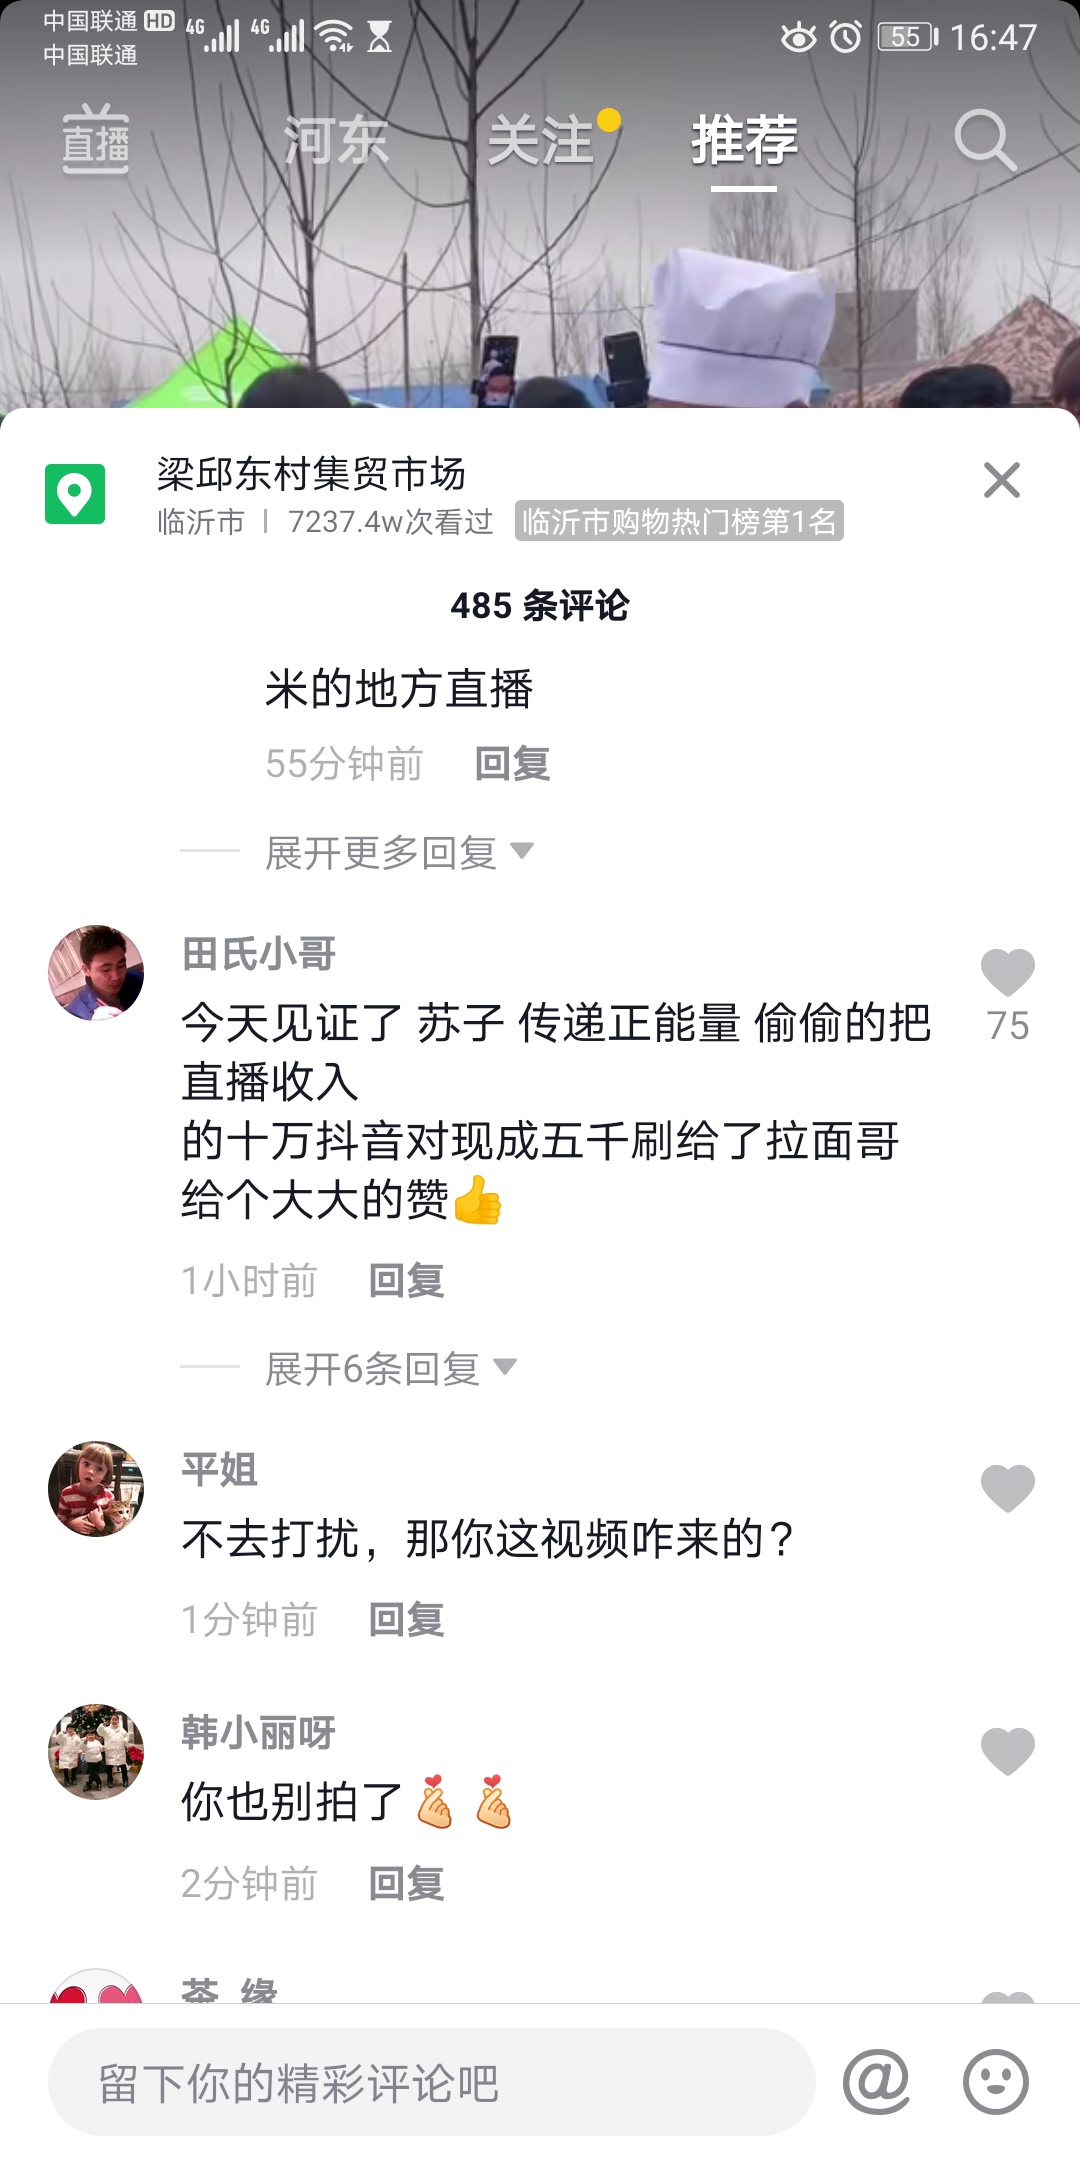 中国联通 HD 4G 4G 55 16:47
中国联通
直播 河东 关注 推荐
梁邱东村集贸市场
临沂市 | 7237.4w次看过 临沂市购物热门榜第1名
485 条评论
米的地方直播
55分钟前 回复
展开更多回复
田氏小哥
今天见证了 苏子 传递正能量 偷偷的把
直播收入
的十万抖音对现成五千刷给了拉面哥
给个大大的赞👍
75
1小时前 回复
展开6条回复
平姐
不去打扰，那你这视频咋来的？
1分钟前 回复
韩小丽呀
你也别拍了
2分钟前 回复
茶 缘
留下你的精彩评论吧 @